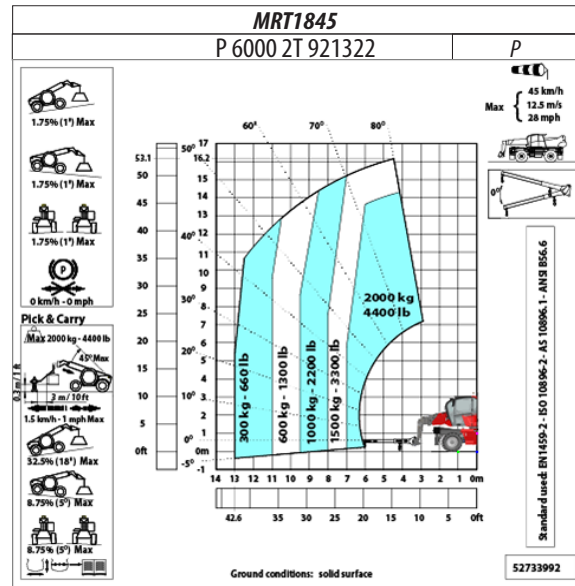 MRT1845
P 6000 2T 921322
P
1.75% (1°) Max
1.75% (1°) Max
1.75% (1°) Max
P
0 km/h - 0 mph
Pick & Carry
Max 2000 kg - 4400 lb
45° Max
0.3 m / 1 ft
3 m / 10 ft
1.5 km/h - 1 mph Max
32.5% (18°) Max
8.75% (5°) Max
8.75% (5°) Max
Max
45 km/h
12.5 m/s
28 mph
0°
60° 70° 80°
50°
40°
30°
20°
10°
0°
-5°
53.1
50
45
40
35
30
25
20
15
10
5
0ft
17
16.2
15
14
13
12
11
10
9
8
7
6
5
4
3
2
1
0m
-1
300 kg - 660 lb
600 kg - 1300 lb
1000 kg - 2200 lb
1500 kg - 3300 lb
2000 kg
4400 lb
14 13 12 11 10 9 8 7 6 5 4 3 2 1 0m
42.6 35 30 25 20 15 10 5 0ft
Standard used: EN1459-2 - ISO 10896-2 - AS 10896.1 - ANSI B56.6
Ground conditions: solid surface
52733992